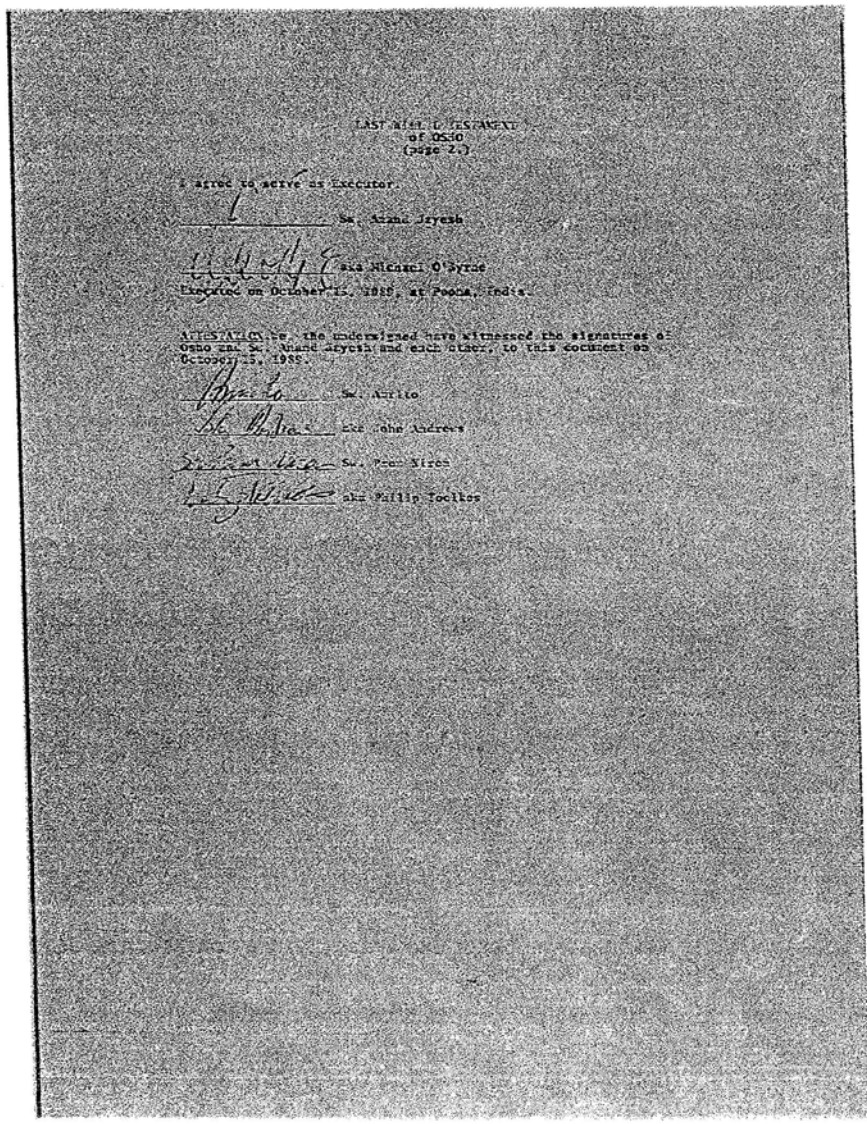 LAST WILL & TESTAMENT
of OSHO
(page 2.)
I agree to serve as Executor.
Sw. Anand Jayesh
aka Michael O'Byrne
Executed on October 15, 1989, at Poona, India.
ATTESTATION: We, the undersigned have witnessed the signatures of
Osho and Sw. Anand Jayesh and each other, to this document on
October 15, 1989.
Sw. Amrito
aka John Andrews
Sw. Prem Niren
aka Philip Toelkes